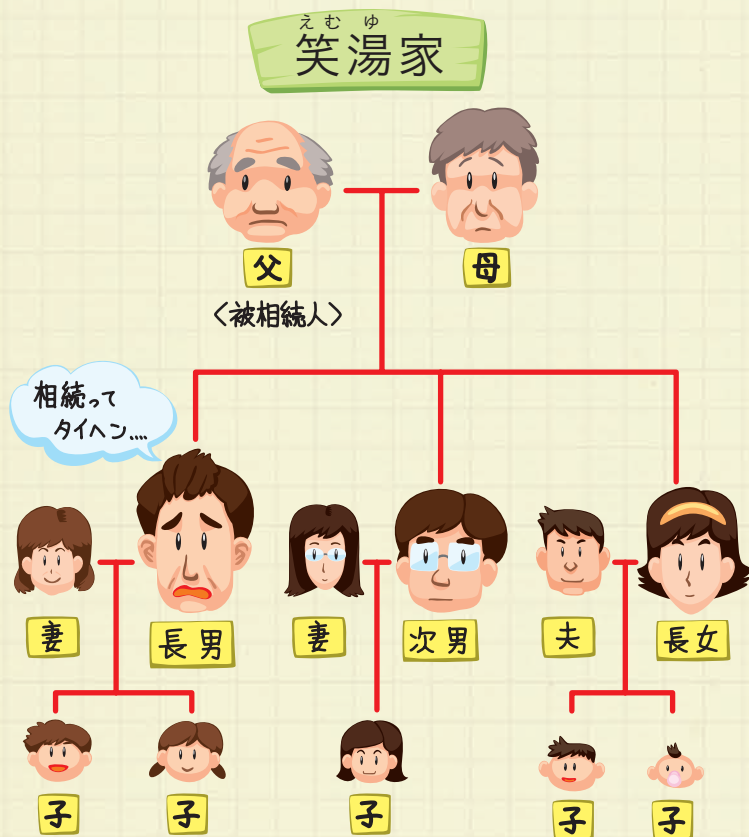 えむゆ
笑湯家
父
母
<被相続人>
相続って
タイヘン....
妻
長男
妻
次男
夫
長女
子
子
子
子
子